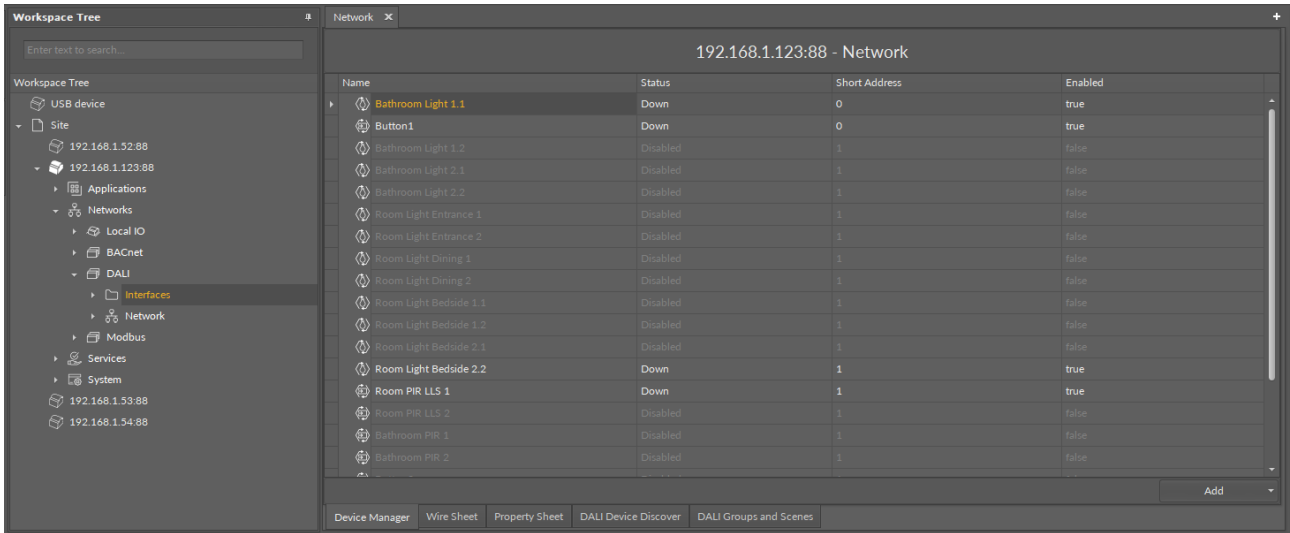 Workspace Tree
Enter text to search...
Workspace Tree
USB device
Site
192.168.1.52:88
192.168.1.123:88
Applications
Networks
Local IO
BACnet
DALI
Interfaces
Network
Modbus
Services
System
192.168.1.53:88
192.168.1.54:88
Network
192.168.1.123:88 - Network
Name Status Short Address Enabled
Bathroom Light 1.1 Down 0 true
Button1 Down 0 true
Bathroom Light 1.2 Disabled 1 false
Bathroom Light 2.1 Disabled 1 false
Bathroom Light 2.2 Disabled 1 false
Room Light Entrance 1 Disabled 1 false
Room Light Entrance 2 Disabled 1 false
Room Light Dining 1 Disabled 1 false
Room Light Dining 2 Disabled 1 false
Room Light Bedside 1.1 Disabled 1 false
Room Light Bedside 1.2 Disabled 1 false
Room Light Bedside 2.1 Disabled 1 false
Room Light Bedside 2.2 Down 1 true
Room PIR LLS 1 Down 1 true
Room PIR LLS 2 Disabled 1 false
Bathroom PIR 1 Disabled 1 false
Bathroom PIR 2 Disabled 1 false
Add
Device Manager Wire Sheet Property Sheet DALI Device Discover DALI Groups and Scenes